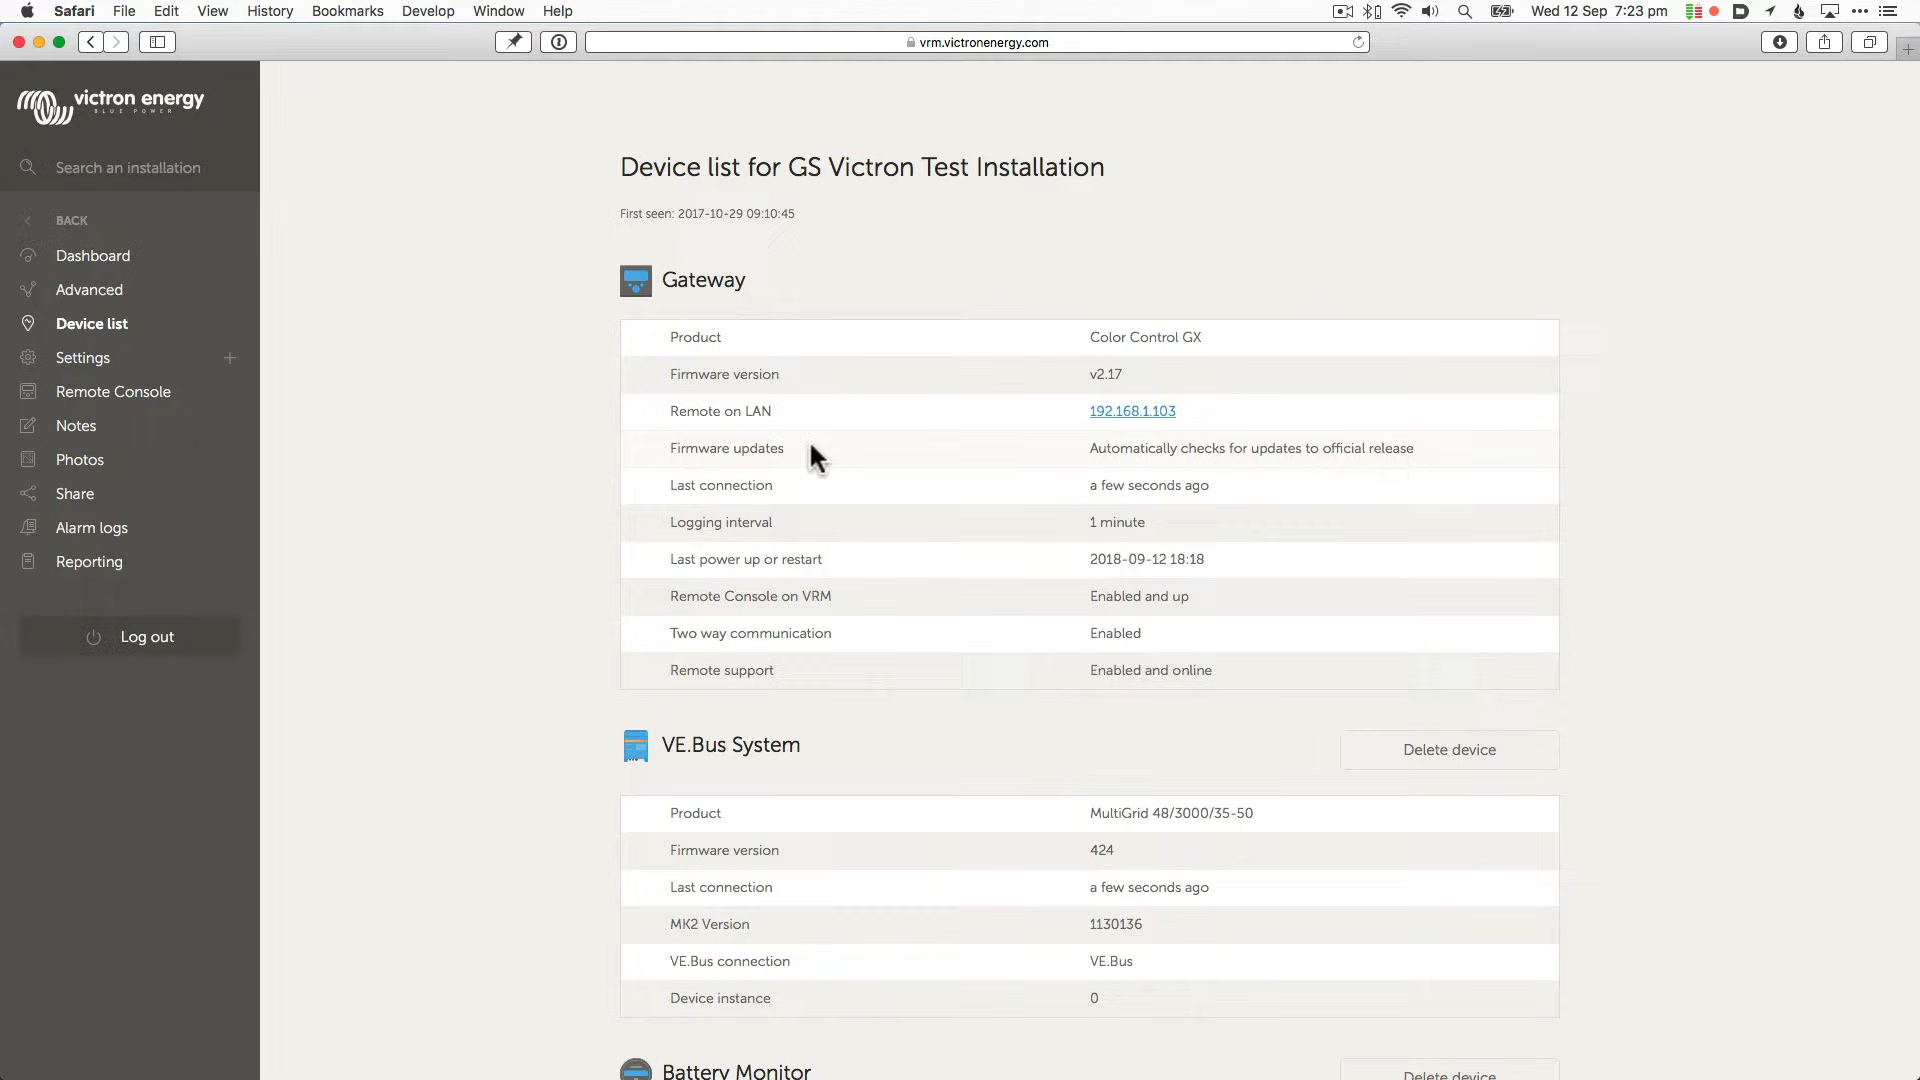 Safari File Edit View History Bookmarks Develop Window Help Wed 12 Sep 7:23 pm
vrm.victronenergy.com
victron energy
BLUE POWER
Search an installation
BACK
Dashboard
Advanced
Device list
Settings
Remote Console
Notes
Photos
Share
Alarm logs
Reporting
Log out
Device list for GS Victron Test Installation
First seen: 2017-10-29 09:10:45
Gateway
Product Color Control GX
Firmware version v2.17
Remote on LAN 192.168.1.103
Firmware updates Automatically checks for updates to official release
Last connection a few seconds ago
Logging interval 1 minute
Last power up or restart 2018-09-12 18:18
Remote Console on VRM Enabled and up
Two way communication Enabled
Remote support Enabled and online
VE.Bus System Delete device
Product MultiGrid 48/3000/35-50
Firmware version 424
Last connection a few seconds ago
MK2 Version 1130136
VE.Bus connection VE.Bus
Device instance 0
Battery Monitor Delete device